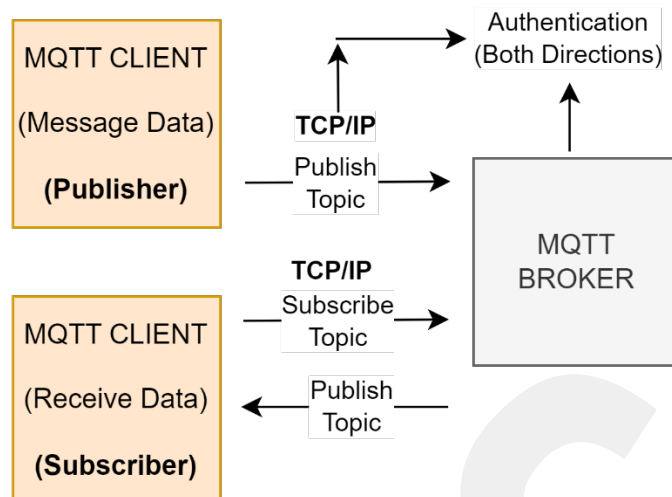 MQTT CLIENT
(Message Data)
(Publisher)
TCP/IP
Publish
Topic
Authentication
(Both Directions)
MQTT
BROKER
MQTT CLIENT
(Receive Data)
(Subscriber)
TCP/IP
Subscribe
Topic
Publish
Topic